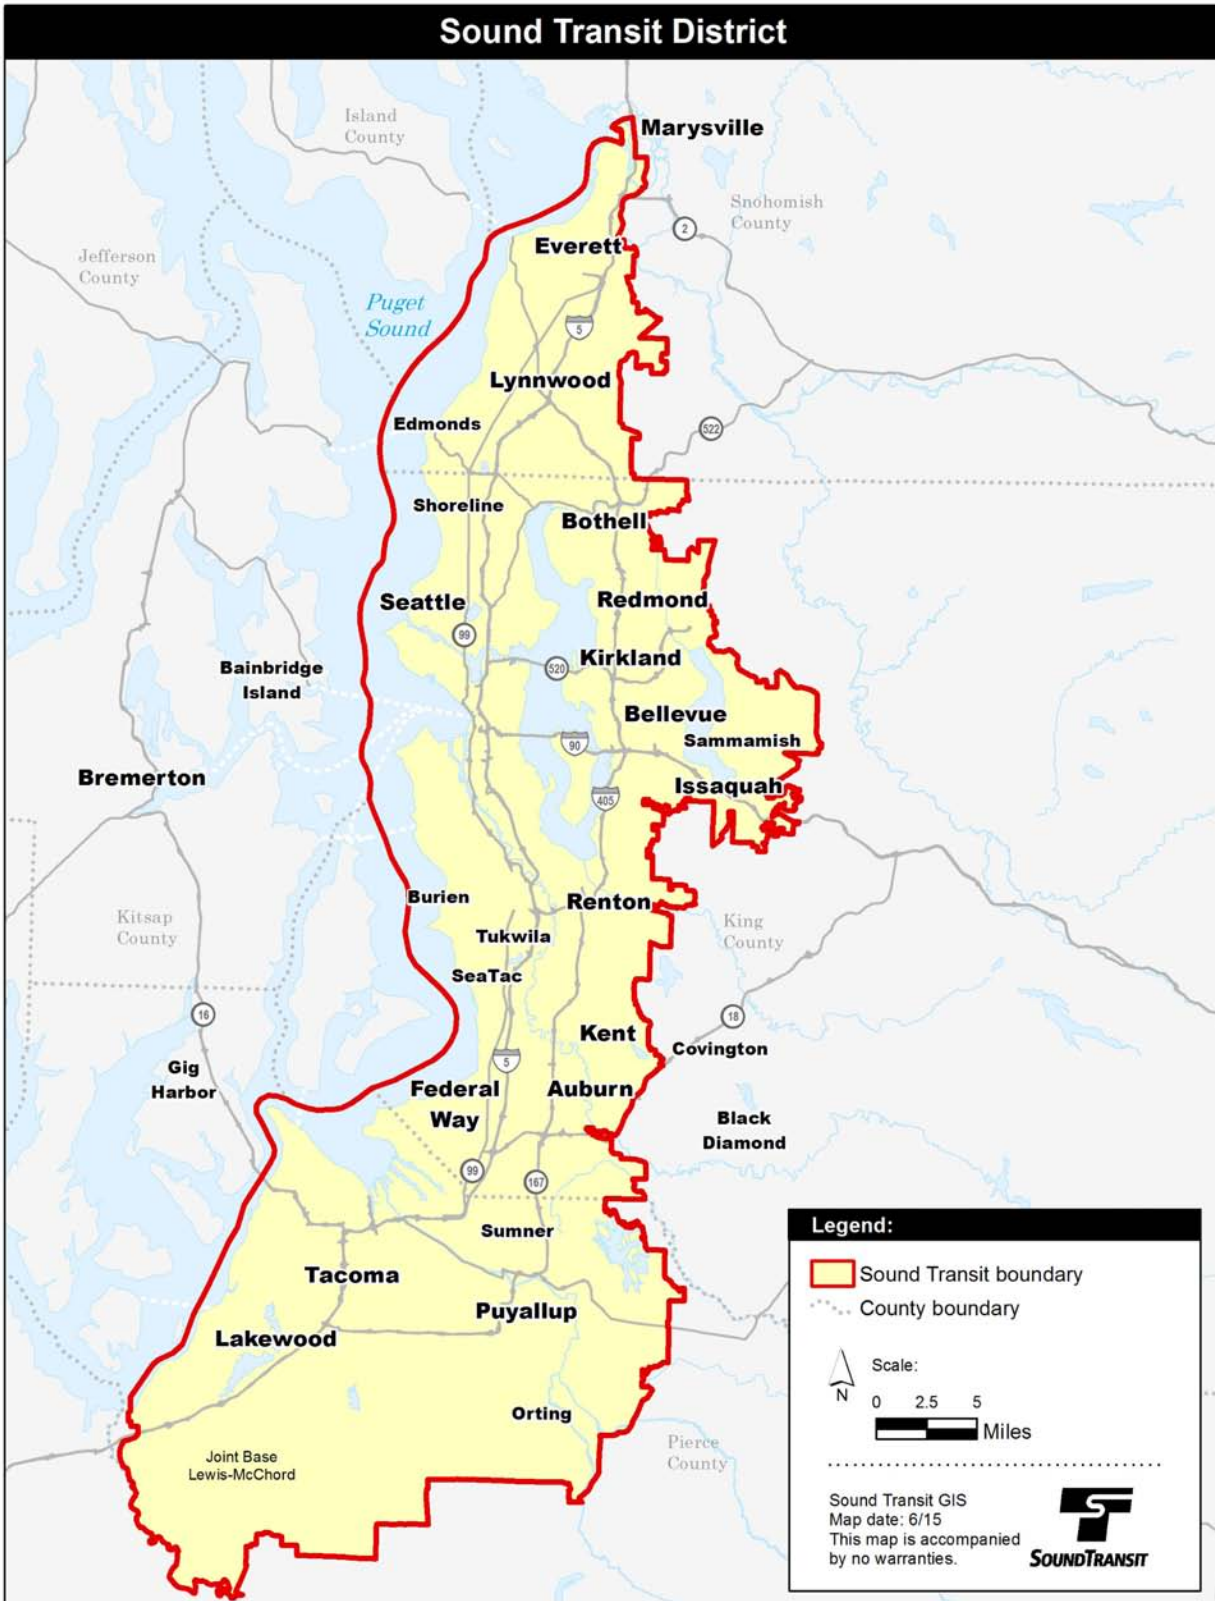 Sound Transit District
Island
County
Marysville
Snohomish
County
2
Jefferson
County
Everett
Puget
Sound
5
Lynnwood
Edmonds
522
Shoreline
Bothell
Seattle
Redmond
99
Kirkland
520
Bainbridge
Island
Bellevue
Sammamish
90
Bremerton
Issaquah
405
Burien
Renton
Kitsap
County
King
County
Tukwila
SeaTac
16
18
Kent
Covington
5
Gig
Harbor
Federal
Way
Auburn
Black
Diamond
99
167
Sumner
Tacoma
Puyallup
Lakewood
Orting
Joint Base
Lewis-McChord
Pierce
County
Legend:
Sound Transit boundary
County boundary
N
Scale:
0 2.5 5
Miles
Sound Transit GIS
Map date: 6/15
This map is accompanied
by no warranties.
SOUNDTRANSIT